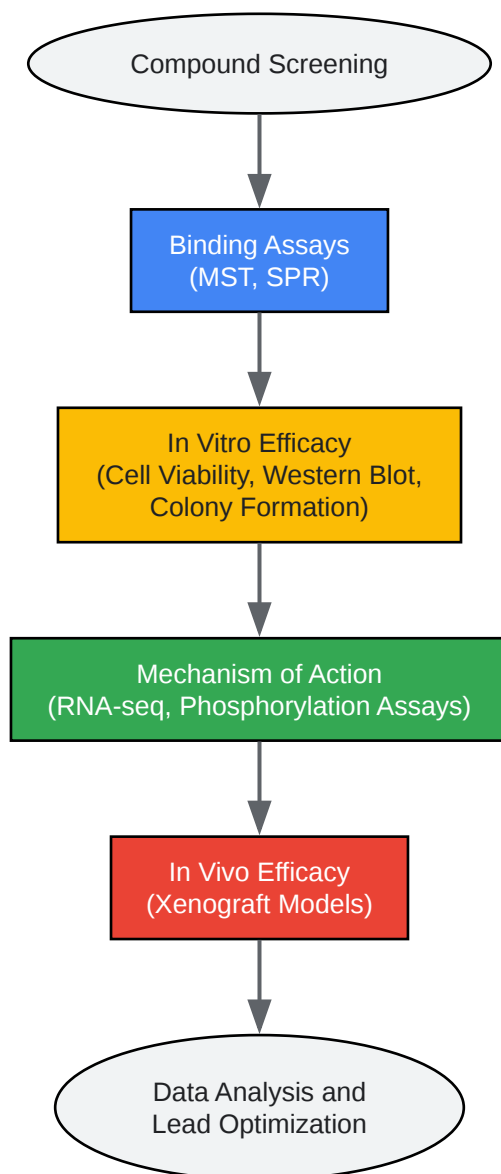 Compound Screening
Binding Assays
(MST, SPR)
In Vitro Efficacy
(Cell Viability, Western Blot,
Colony Formation)
Mechanism of Action
(RNA-seq, Phosphorylation Assays)
In Vivo Efficacy
(Xenograft Models)
Data Analysis and
Lead Optimization